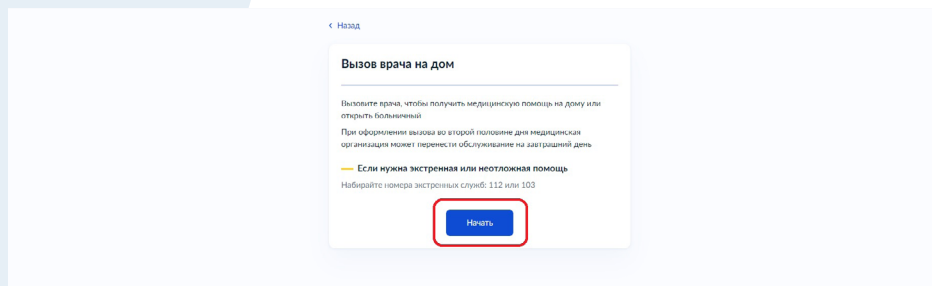 Назад
Вызов врача на дом
Вызовите врача, чтобы получить медицинскую помощь на дому или
открыть больничный
При оформлении вызова во второй половине дня медицинская
организация может перенести обслуживание на завтрашний день
Если нужна экстренная или неотложная помощь
Набирайте номера экстренных служб: 112 или 103
Начать